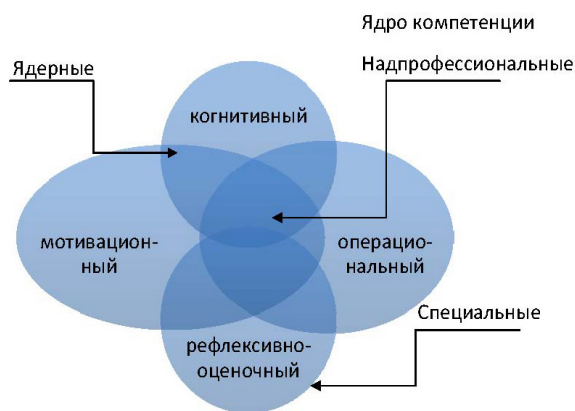 Ядро компетенции
Надпрофессиональные
Ядерные
когнитивный
мотивацион-
ный
операцио-
нальный
Специальные
рефлексивно-
оценочный